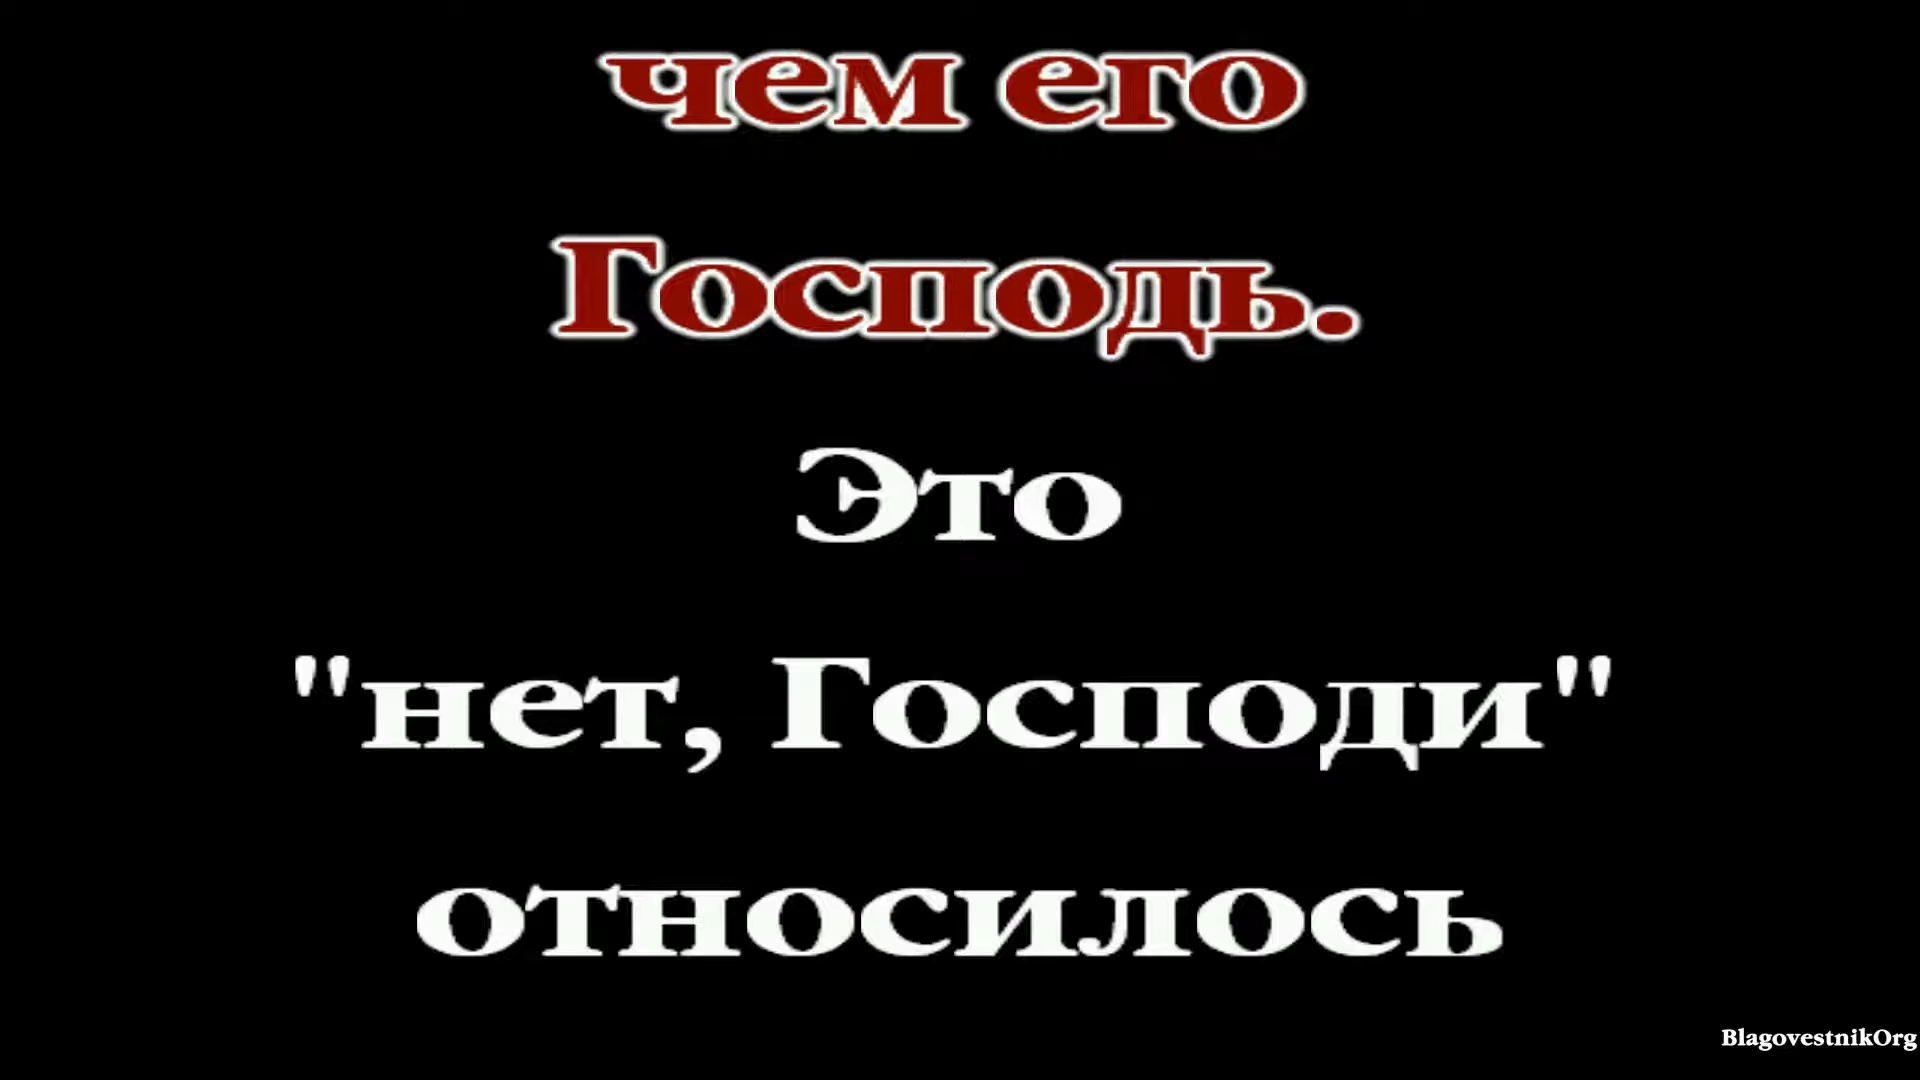 чем его
Господь.
Это
"нет, Господи"
относилось
BlagovestnikOrg